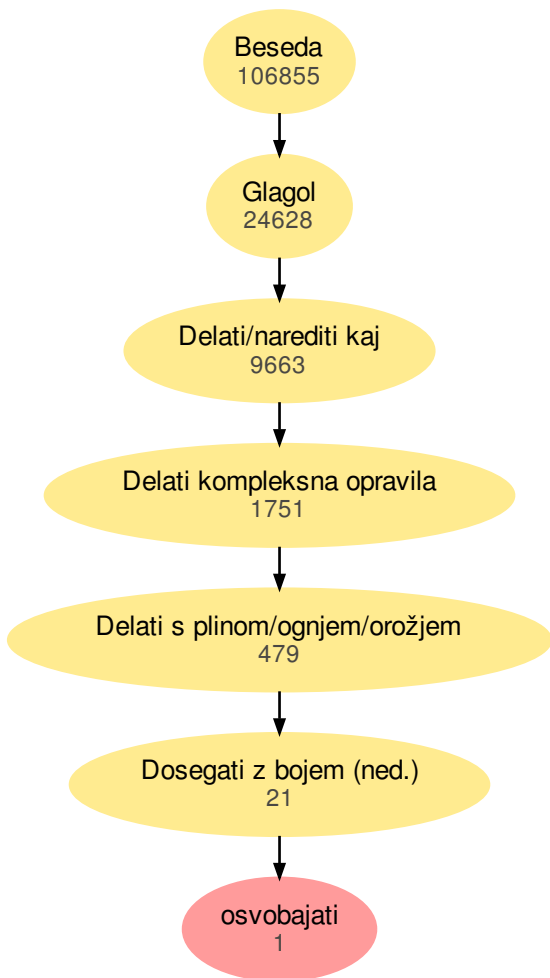 Beseda
106855
Glagol
24628
Delati/narediti kaj
9663
Delati kompleksna opravila
1751
Delati s plinom/ognjem/orožjem
479
Dosegati z bojem (ned.)
21
osvobajati
1